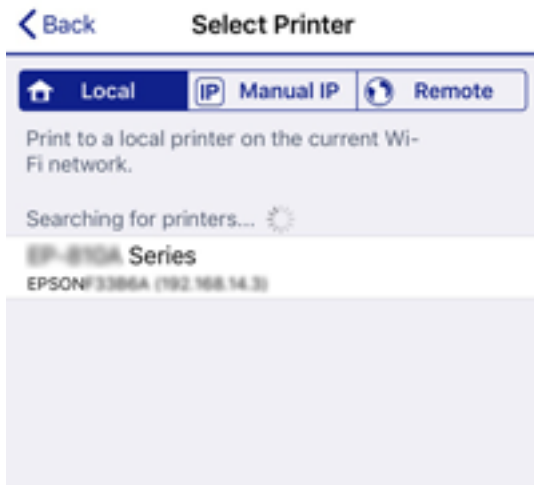 Back Select Printer
Local IP Manual IP Remote
Print to a local printer on the current Wi-
Fi network.
Searching for printers...
Series
EPSON